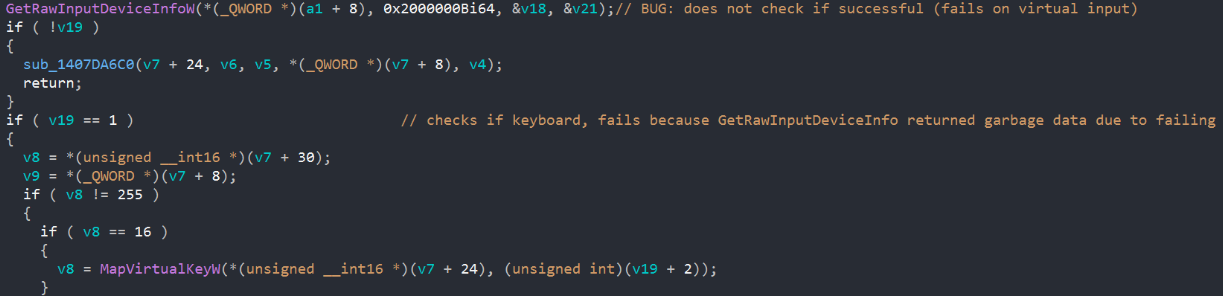 GetRawInputDeviceInfoW(*(_QWORD *)(a1 + 8), 0x2000000Bi64, &v18, &v21);// BUG: does not check if successful (fails on virtual input)
if ( !v19 )
{
sub_1407DA6C0(v7 + 24, v6, v5, *(_QWORD *)(v7 + 8), v4);
return;
}
if ( v19 == 1 ) // checks if keyboard, fails because GetRawInputDeviceInfo returned garbage data due to failing
{
v8 = *(unsigned __int16 *)(v7 + 30);
v9 = *(_QWORD *)(v7 + 8);
if ( v8 != 255 )
{
if ( v8 == 16 )
{
v8 = MapVirtualKeyW(*(unsigned __int16 *)(v7 + 24), (unsigned int)(v19 + 2));
}